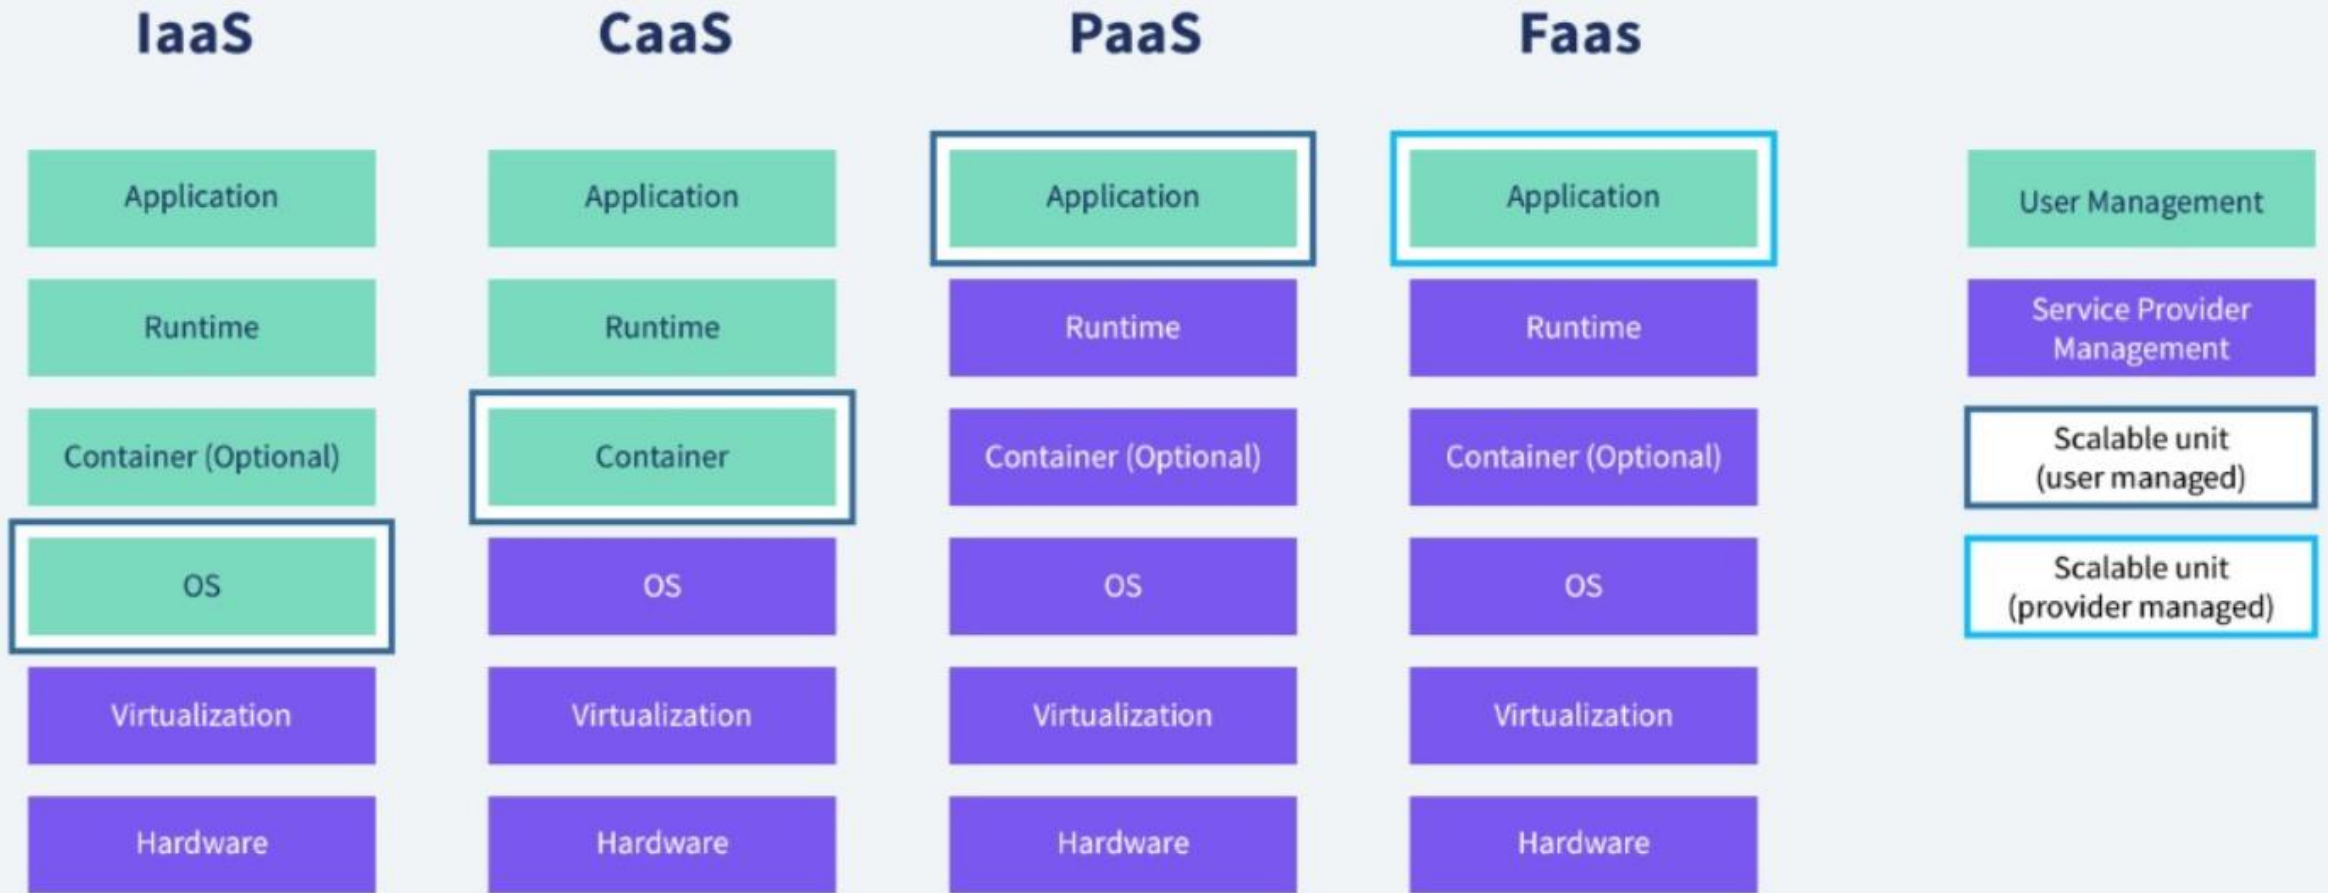 IaaS CaaS PaaS Faas
Application Application Application Application User Management
Runtime Runtime Runtime Runtime Service Provider
Management
Container (Optional) Container Container (Optional) Container (Optional) Scalable unit
(user managed)
OS OS OS OS Scalable unit
(provider managed)
Virtualization Virtualization Virtualization Virtualization
Hardware Hardware Hardware Hardware